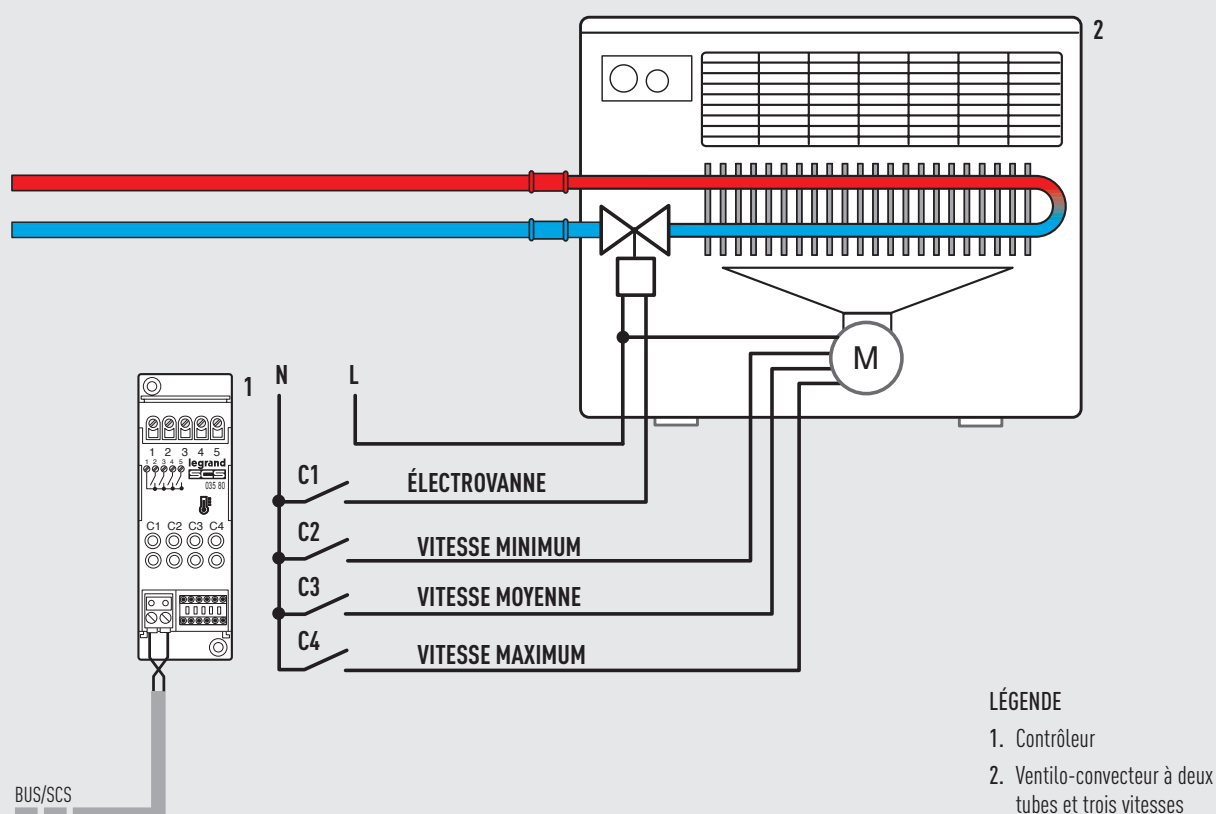 2
M
1
N
L
1 2 3 4 5
1 2 3 4 5
legrand
035 80
C1 C2 C3 C4
C1
ÉLECTROVANNE
C2
VITESSE MINIMUM
C3
VITESSE MOYENNE
C4
VITESSE MAXIMUM
BUS/SCS
LÉGENDE
1. Contrôleur
2. Ventilo-convecteur à deux
tubes et trois vitesses